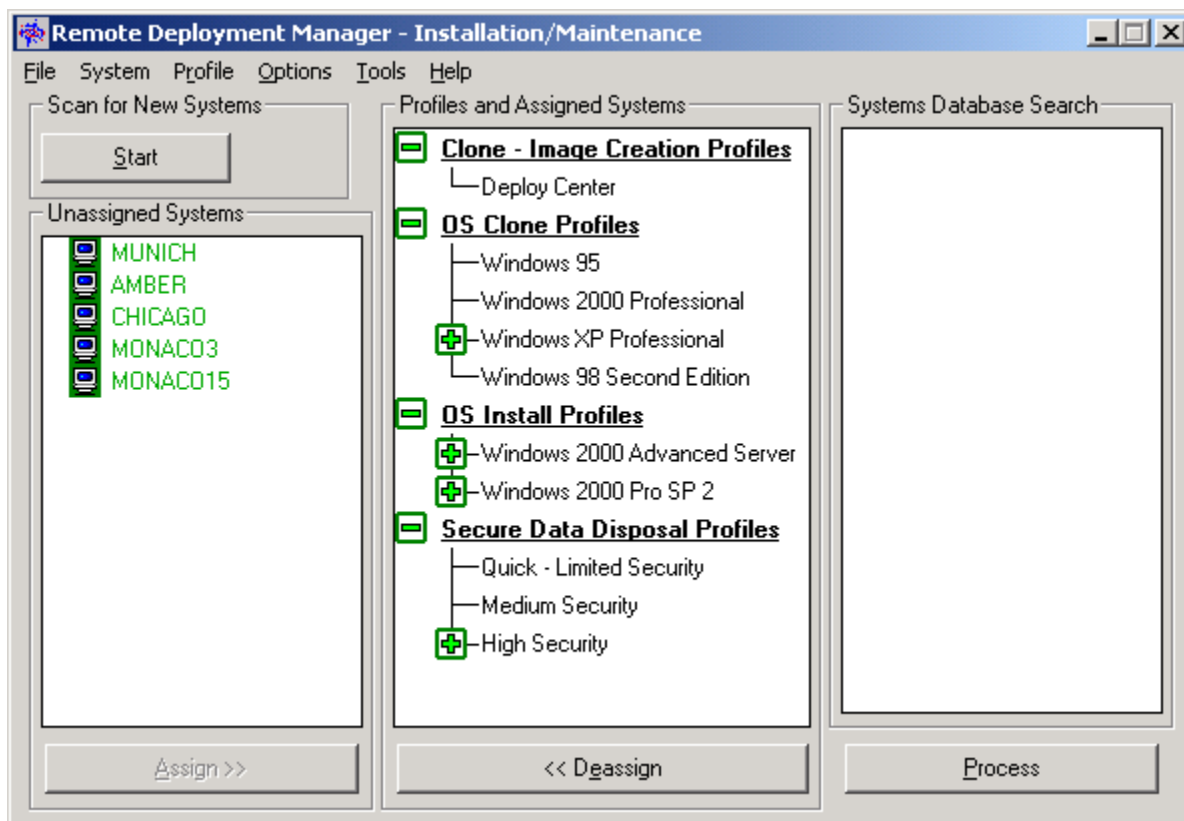 Remote Deployment Manager - Installation/Maintenance
File System Profile Options Tools Help
Scan for New Systems
Start
Unassigned Systems
MUNICH
AMBER
CHICAGO
MONACO3
MONACO15
Assign >>
Profiles and Assigned Systems
Clone - Image Creation Profiles
Deploy Center
OS Clone Profiles
Windows 95
Windows 2000 Professional
Windows XP Professional
Windows 98 Second Edition
OS Install Profiles
Windows 2000 Advanced Server
Windows 2000 Pro SP 2
Secure Data Disposal Profiles
Quick - Limited Security
Medium Security
High Security
<< Deassign
Systems Database Search
Process